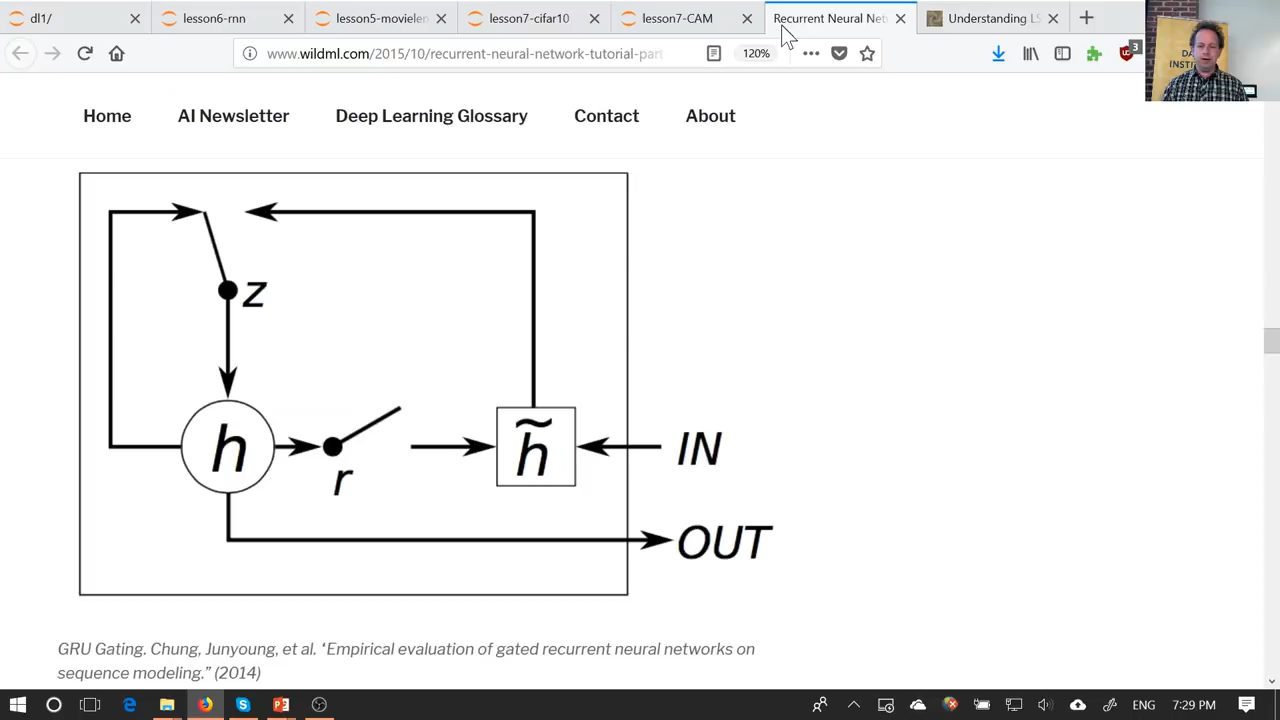 dl1/
lesson6-rnn
lesson5-movielen
lesson7-cifar10
lesson7-CAM
Recurrent Neural Net
Understanding LS
www.wildml.com/2015/10/recurrent-neural-network-tutorial-part
120%
3
Home
AI Newsletter
Deep Learning Glossary
Contact
About
z
h
r
h̃
IN
OUT
GRU Gating. Chung, Junyoung, et al. ‘Empirical evaluation of gated recurrent neural networks on
sequence modeling.” (2014)
ENG
7:29 PM